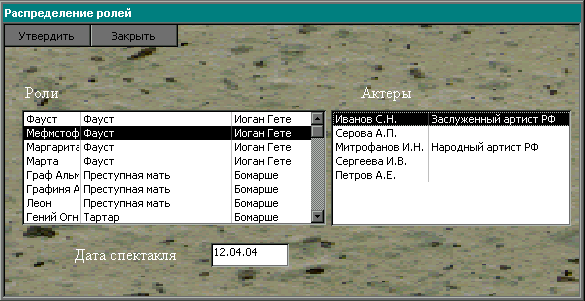 Распределение ролей
Утвердить Закрыть
Роли Актеры
Фауст Фауст Иоган Гете
Мефмстоф Фауст Иоган Гете
Маргарита Фауст Иоган Гете
Марта Фауст Иоган Гете
Граф Альм Преступная мать Бомарше
Графиня А Преступная мать Бомарше
Леон Преступная мать Бомарше
Гений Огн Тартар Бомарше
Иванов С.Н. Заслуженный артист РФ
Серова А.П.
Митрофанов И.Н. Народный артист РФ
Сергеева И.В.
Петров А.Е.
Дата спектакля 12.04.04